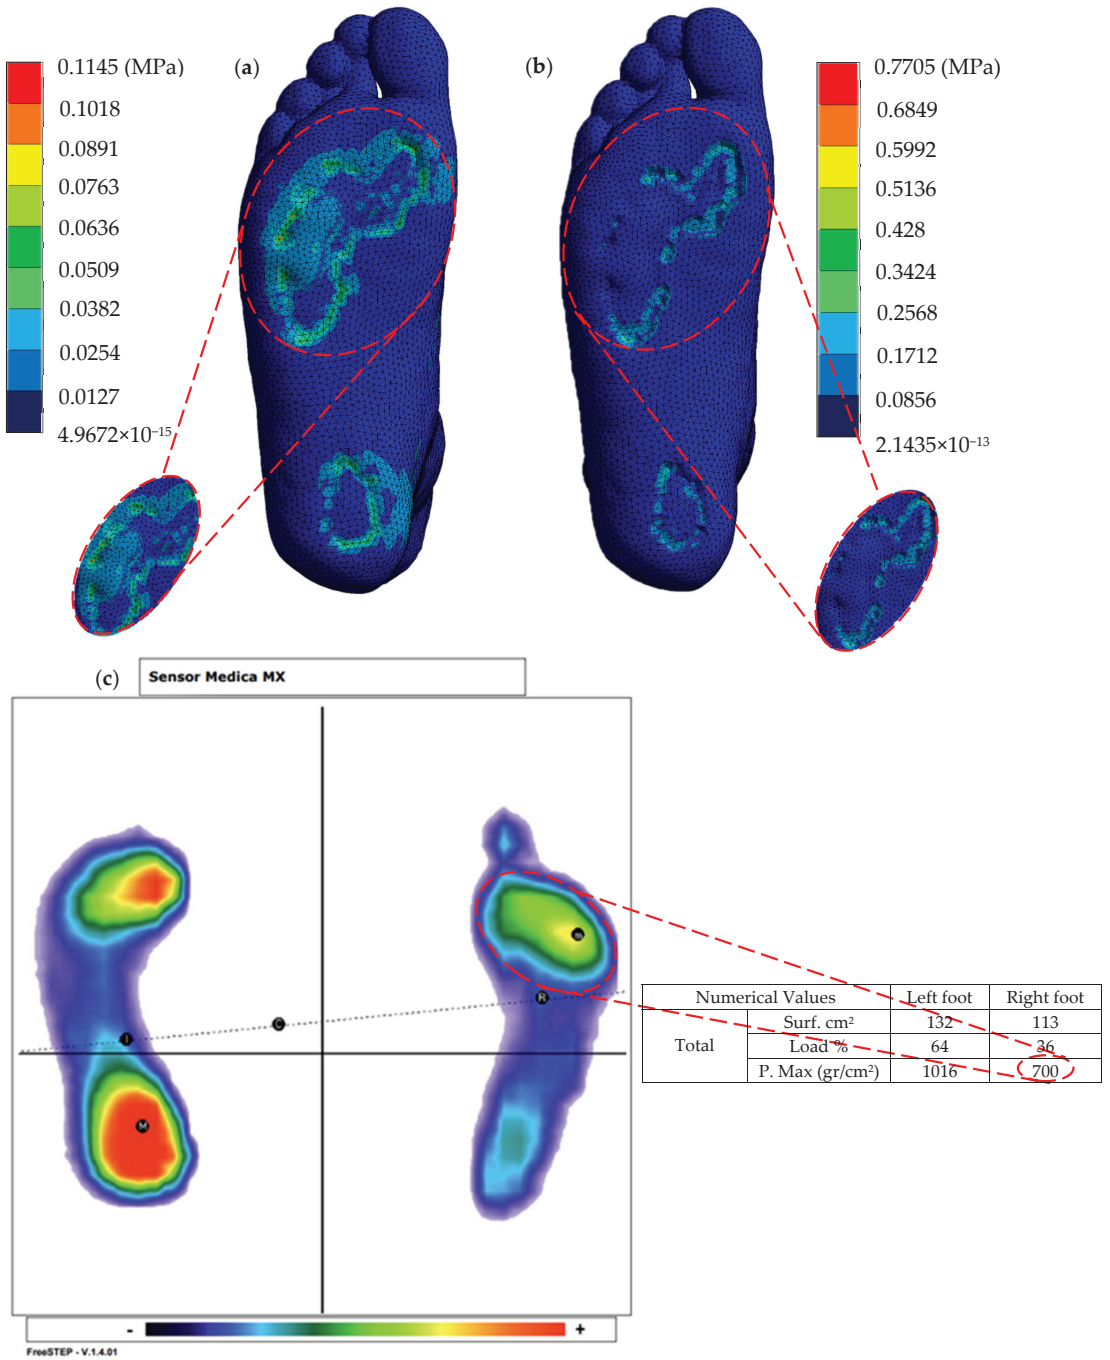 (a)
(b)
0.1145 (MPa)
0.1018
0.0891
0.0763
0.0636
0.0509
0.0382
0.0254
0.0127
4.9672×10⁻¹⁵
0.7705 (MPa)
0.6849
0.5992
0.5136
0.428
0.3424
0.2568
0.1712
0.0856
2.1435×10⁻¹³
(c)
Sensor Medica MX
m
R
C
I
M
Numerical Values Left foot Right foot
Total
Surf. cm² 132 113
Load % 64 36
P. Max (gr/cm²) 1016 700
- +
FreeSTEP - V.1.4.01